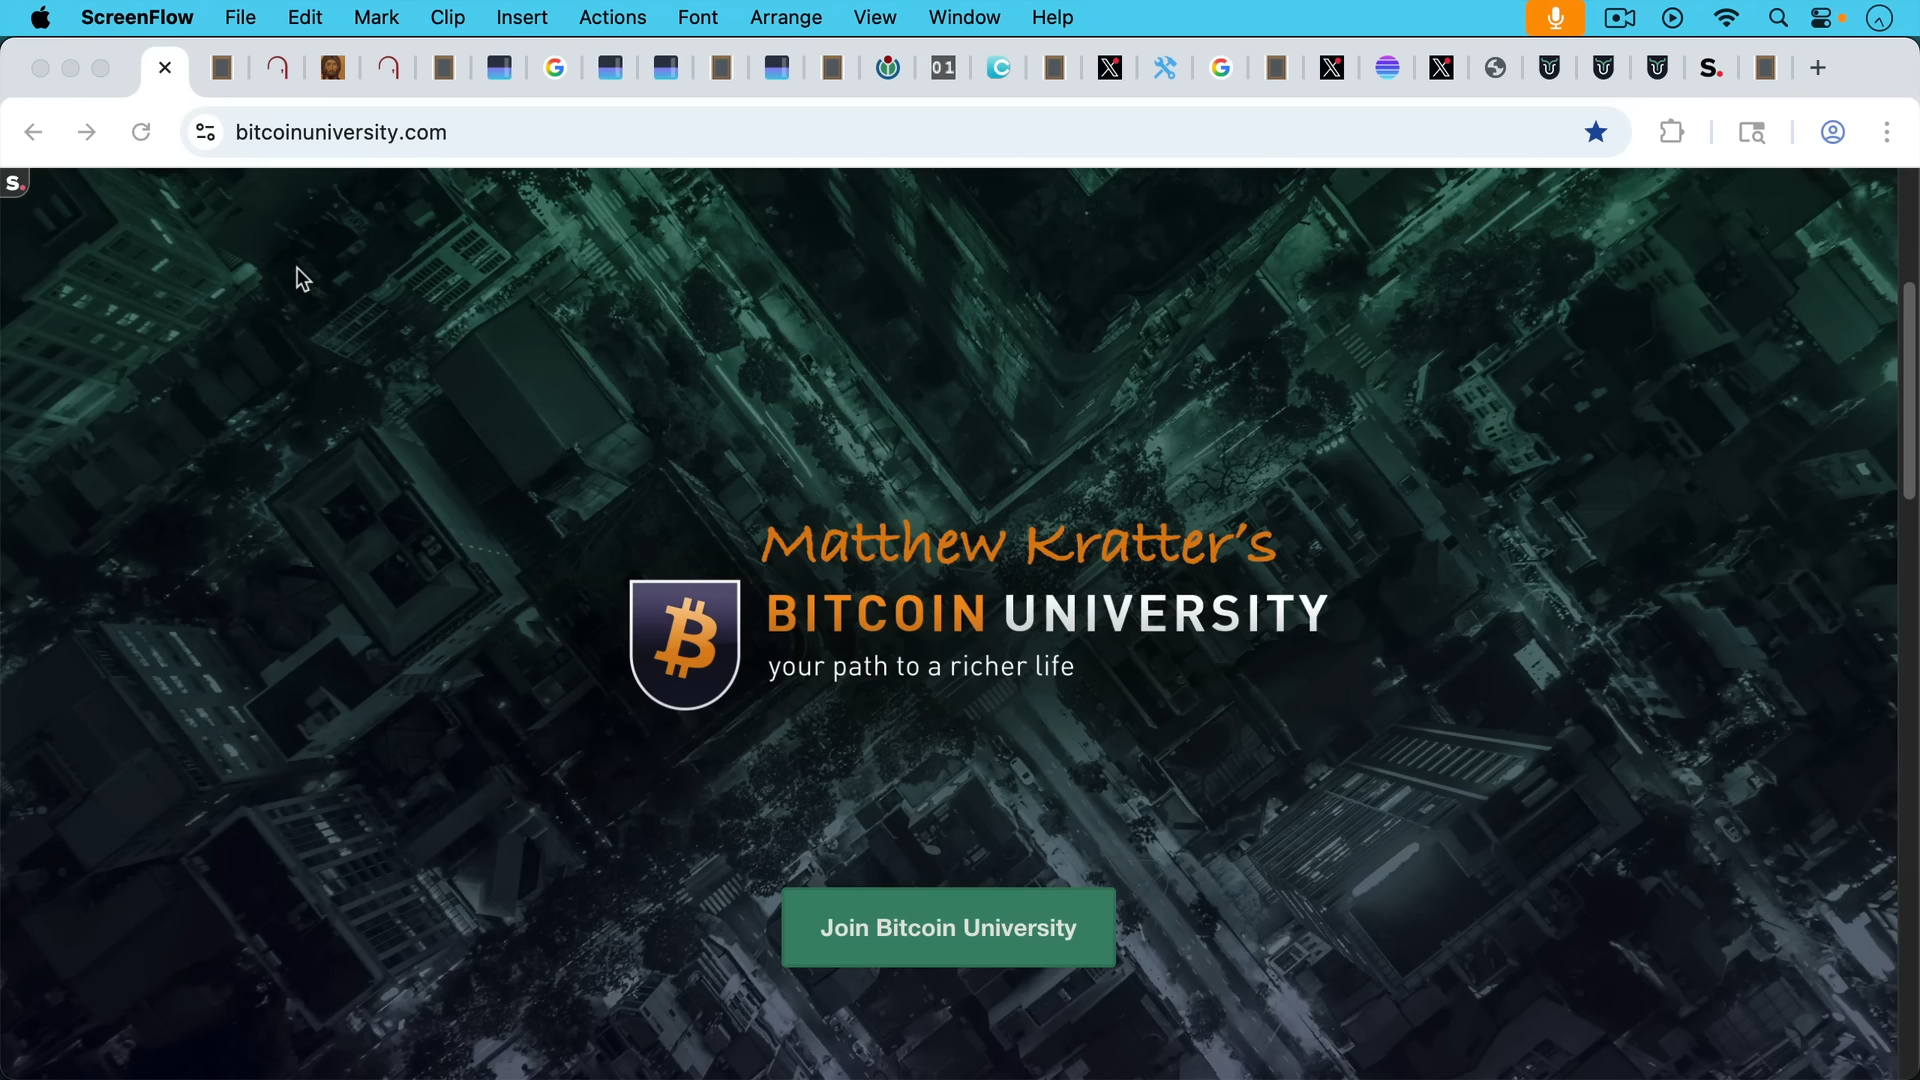 ScreenFlow File Edit Mark Clip Insert Actions Font Arrange View Window Help
01 S.
bitcoinuniversity.com
S.
Matthew Kratter's
BITCOIN UNIVERSITY
your path to a richer life
Join Bitcoin University